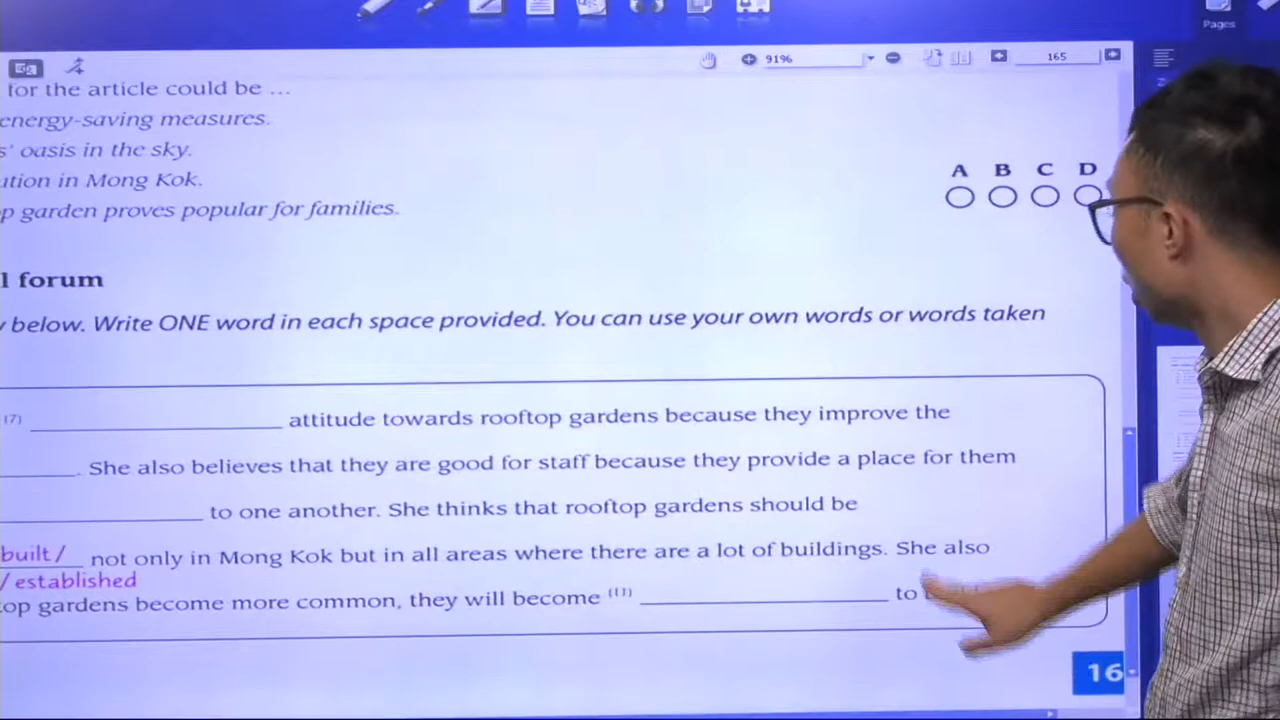 Pages
91%
165
for the article could be ...
energy-saving measures.
s' oasis in the sky.
ution in Mong Kok.
A B C D
p garden proves popular for families.
l forum
below. Write ONE word in each space provided. You can use your own words or words taken
(7) attitude towards rooftop gardens because they improve the
. She also believes that they are good for staff because they provide a place for them
to one another. She thinks that rooftop gardens should be
built / not only in Mong Kok but in all areas where there are a lot of buildings. She also
/ established
top gardens become more common, they will become (11) to
16